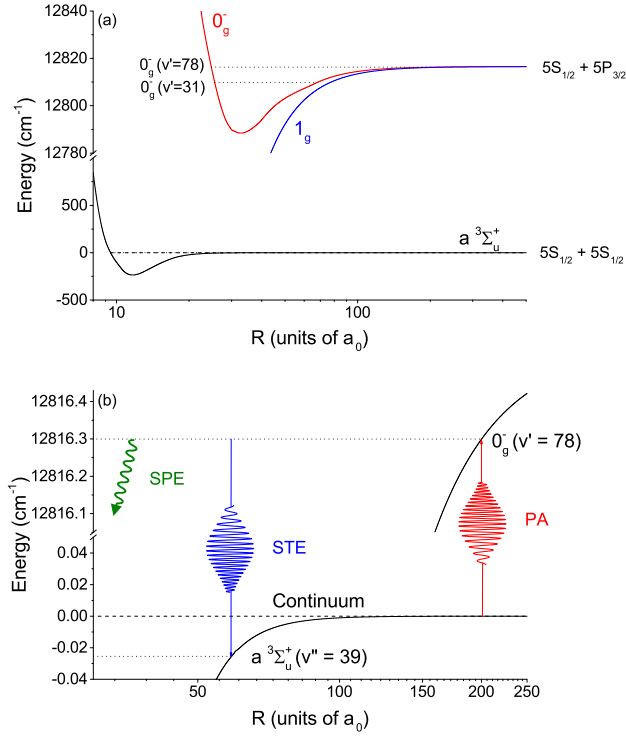 (a)
0g⁻
12840
12820
12800
12780
0g⁻(v'=78)
0g⁻(v'=31)
5S1/2 + 5P3/2
1g
Energy (cm⁻¹)
500
0
-500
a ³Σu⁺
5S1/2 + 5S1/2
10
100
R (units of a0)
(b)
12816.4
12816.3
12816.2
12816.1
0g⁻ (v' = 78)
SPE
STE
PA
Energy (cm⁻¹)
0.04
0.02
0.00
-0.02
-0.04
Continuum
a ³Σu⁺ (v" = 39)
50
100
150
200
250
R (units of a0)